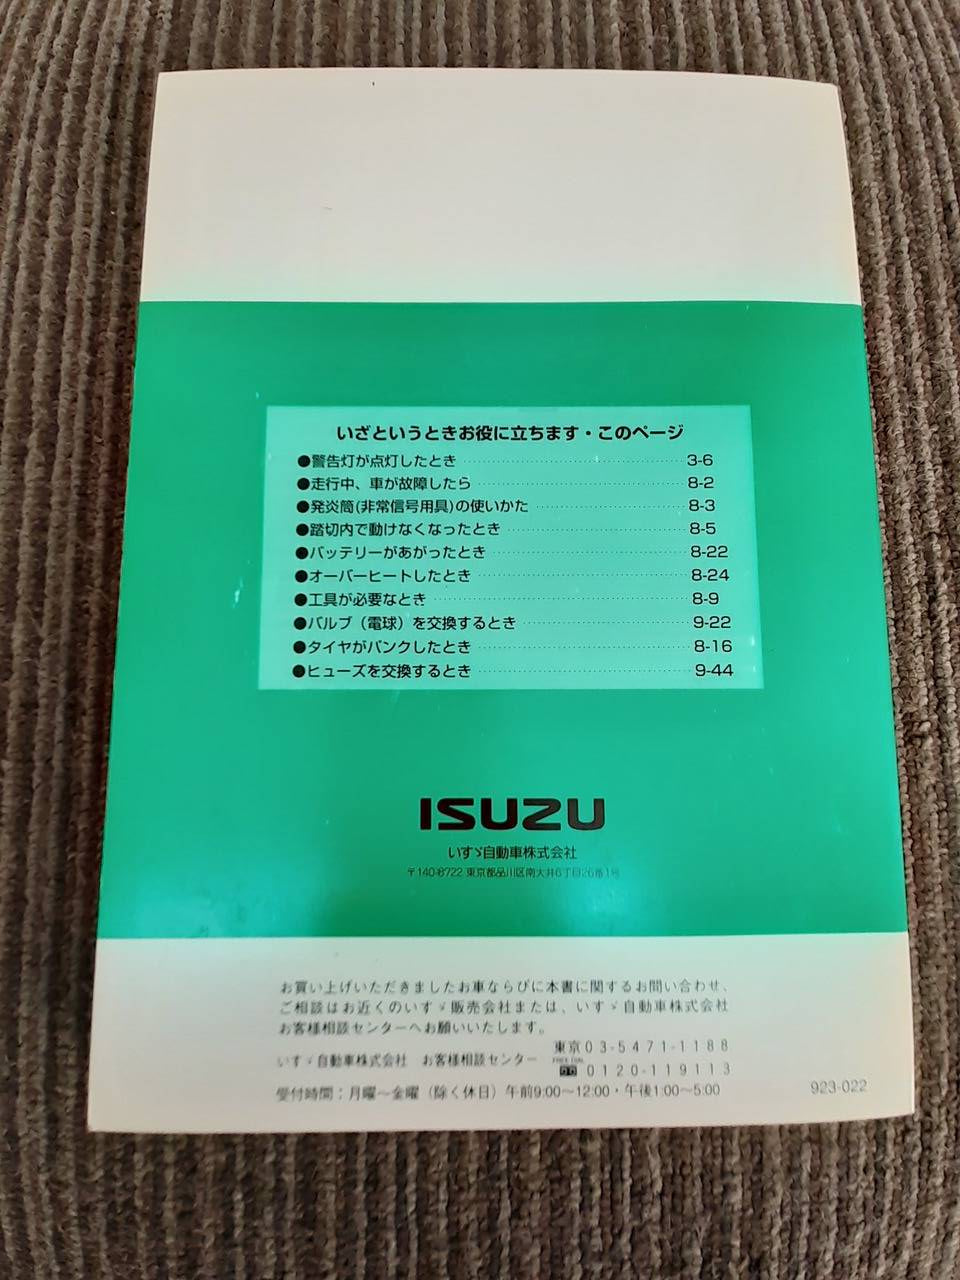 いざというときお役に立ちます・このページ
●警告灯が点灯したとき 3-6
●走行中、車が故障したら 8-2
●発炎筒(非常信号用具)の使いかた 8-3
●踏切内で動けなくなったとき 8-5
●バッテリーがあがったとき 8-22
●オーバーヒートしたとき 8-24
●工具が必要なとき 8-9
●バルブ(電球)を交換するとき 9-22
●タイヤがパンクしたとき 8-16
●ヒューズを交換するとき 9-44
ISUZU
いすゞ自動車株式会社
〒140-8722 東京都品川区南大井6丁目26番1号
お買い上げいただきましたお車ならびに本書に関するお問い合わせ、
ご相談はお近くのいすゞ販売会社または、いすゞ自動車株式会社
お客様相談センターへお願いいたします。
いすゞ自動車株式会社 お客様相談センター 東京03-5471-1188
FREE DIAL 0120-119113
受付時間:月曜~金曜(除く休日)午前9:00~12:00・午後1:00~5:00
923-022